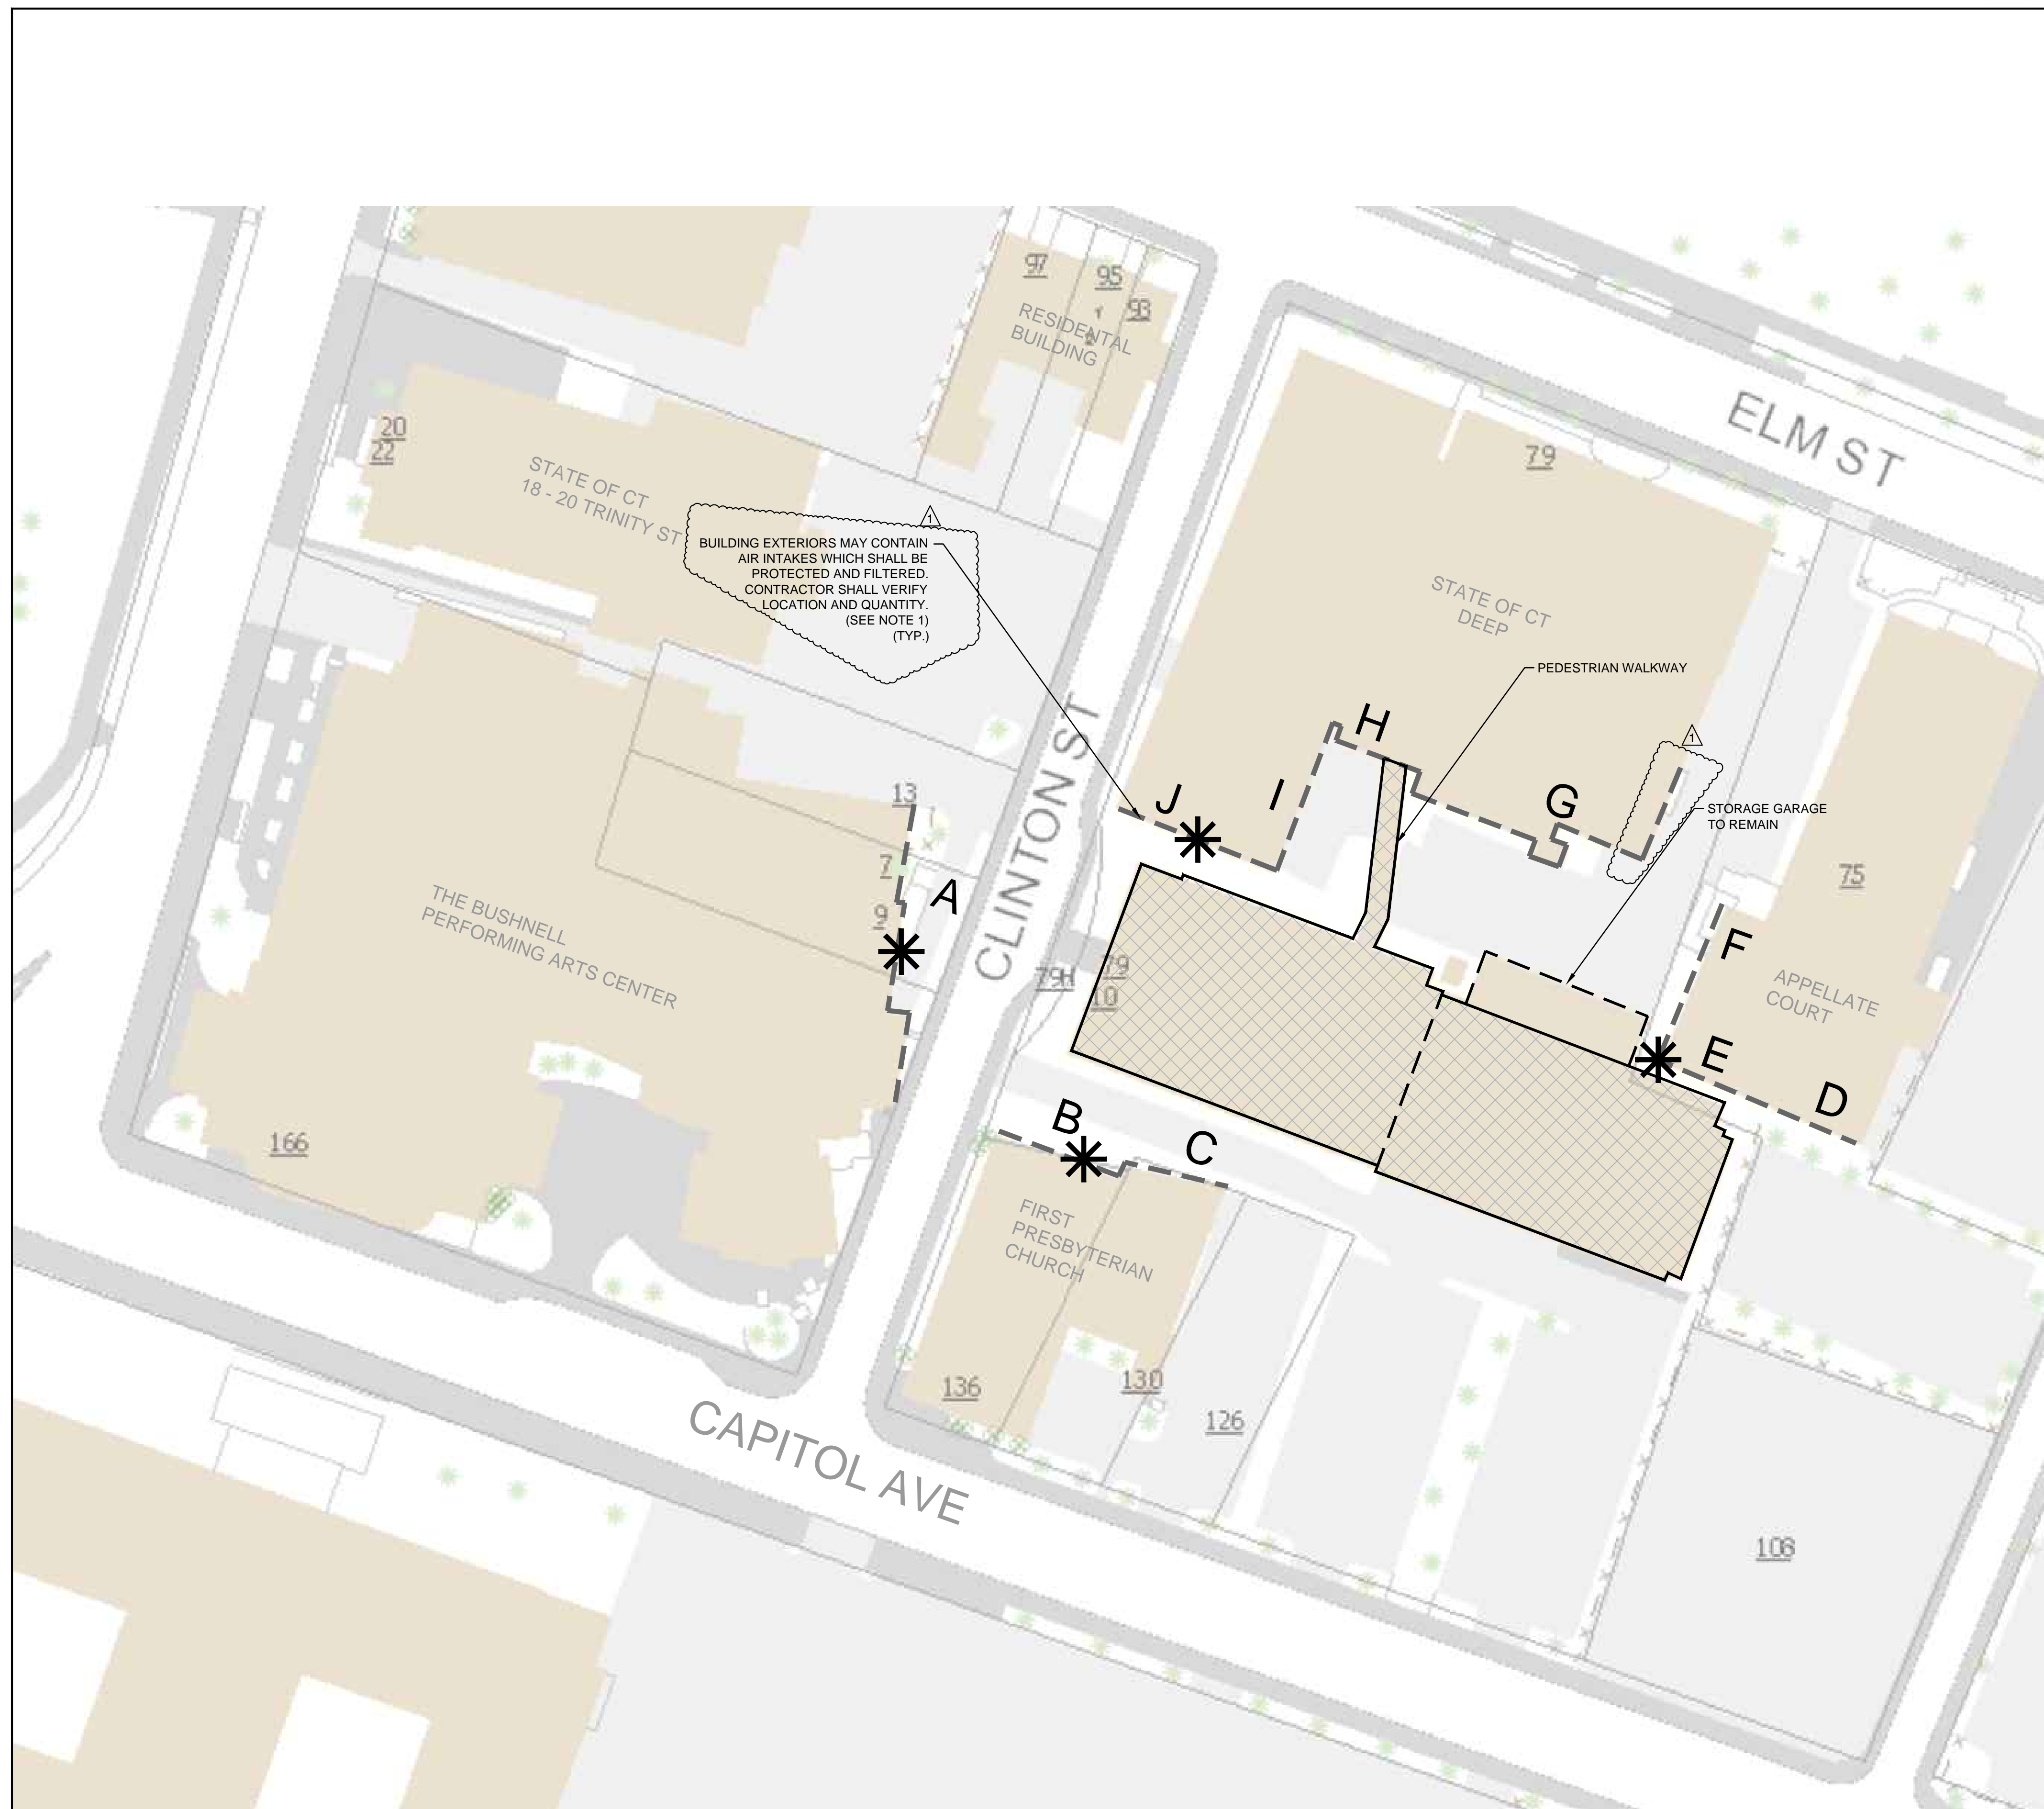 97
95
93
RESIDENTAL
BUILDING
ELM ST
79
20
22
STATE OF CT
18 - 20 TRINITY ST
1
BUILDING EXTERIORS MAY CONTAIN
AIR INTAKES WHICH SHALL BE
PROTECTED AND FILTERED.
CONTRACTOR SHALL VERIFY
LOCATION AND QUANTITY.
(SEE NOTE 1)
(TYP.)
STATE OF CT
DEEP
PEDESTRIAN WALKWAY
H
1
I
J
G
STORAGE GARAGE
TO REMAIN
13
7
9
A
CLINTON ST
75
THE BUSHNELL
PERFORMING ARTS CENTER
F
79H
79
10
APPELLATE
COURT
E
D
B
C
166
FIRST
PRESBYTERIAN
CHURCH
136
130
126
CAPITOL AVE
108